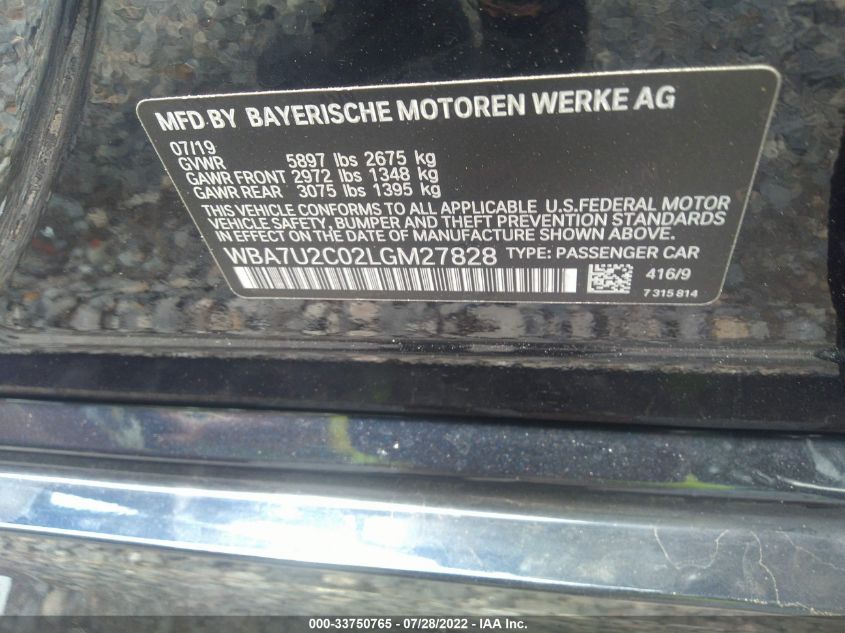 MFD BY BAYERISCHE MOTOREN WERKE AG
07/19
GVWR 5897 lbs 2675 kg
GAWR FRONT 2972 lbs 1348 kg
GAWR REAR 3075 lbs 1395 kg
THIS VEHICLE CONFORMS TO ALL APPLICABLE U.S.FEDERAL MOTOR
VEHICLE SAFETY, BUMPER AND THEFT PREVENTION STANDARDS
IN EFFECT ON THE DATE OF MANUFACTURE SHOWN ABOVE.
WBA7U2C02LGM27828 TYPE: PASSENGER CAR
416/9
7 315 814
000-33750765 / 07/28/2022 - IAA Inc.